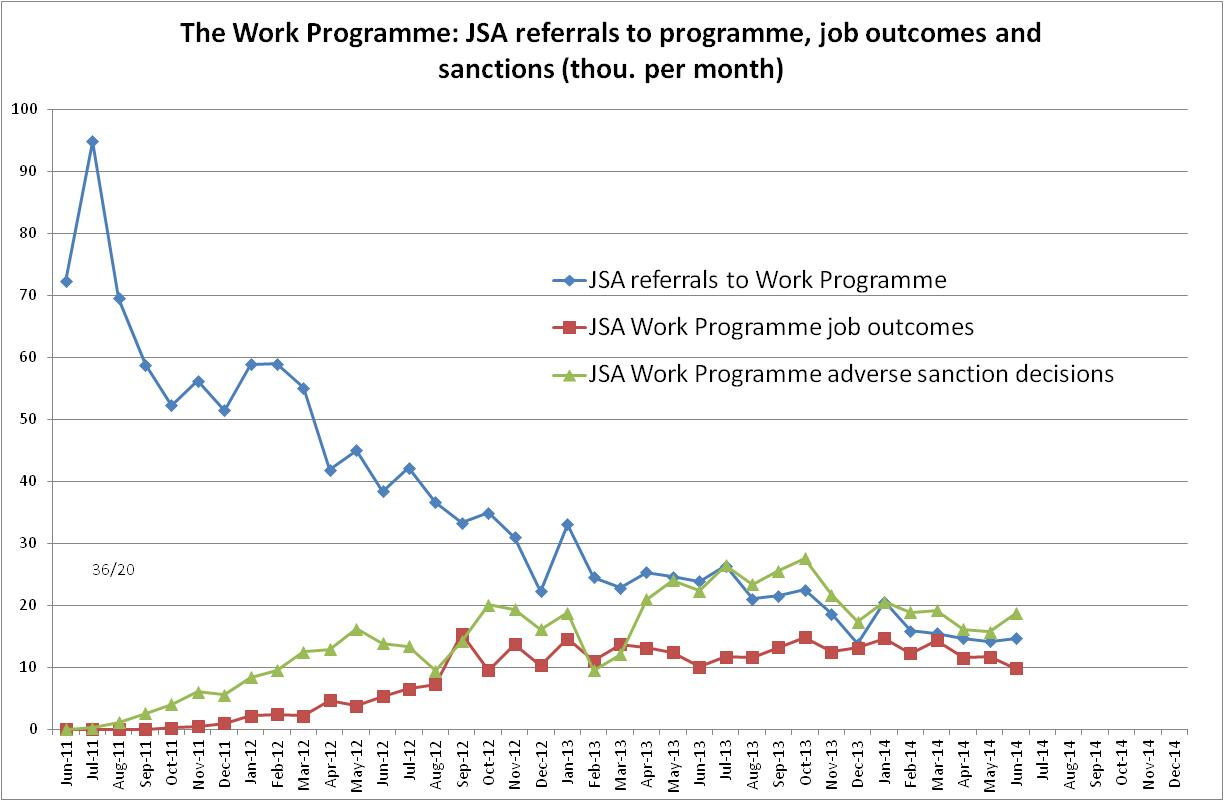 The Work Programme: JSA referrals to programme, job outcomes and
sanctions (thou. per month)
100
90
80
70
60
50
40
30
20
10
0
JSA referrals to Work Programme
JSA Work Programme job outcomes
JSA Work Programme adverse sanction decisions
36/20
Jun-11
Jul-11
Aug-11
Sep-11
Oct-11
Nov-11
Dec-11
Jan-12
Feb-12
Mar-12
Apr-12
May-12
Jun-12
Jul-12
Aug-12
Sep-12
Oct-12
Nov-12
Dec-12
Jan-13
Feb-13
Mar-13
Apr-13
May-13
Jun-13
Jul-13
Aug-13
Sep-13
Oct-13
Nov-13
Dec-13
Jan-14
Feb-14
Mar-14
Apr-14
May-14
Jun-14
Jul-14
Aug-14
Sep-14
Oct-14
Nov-14
Dec-14